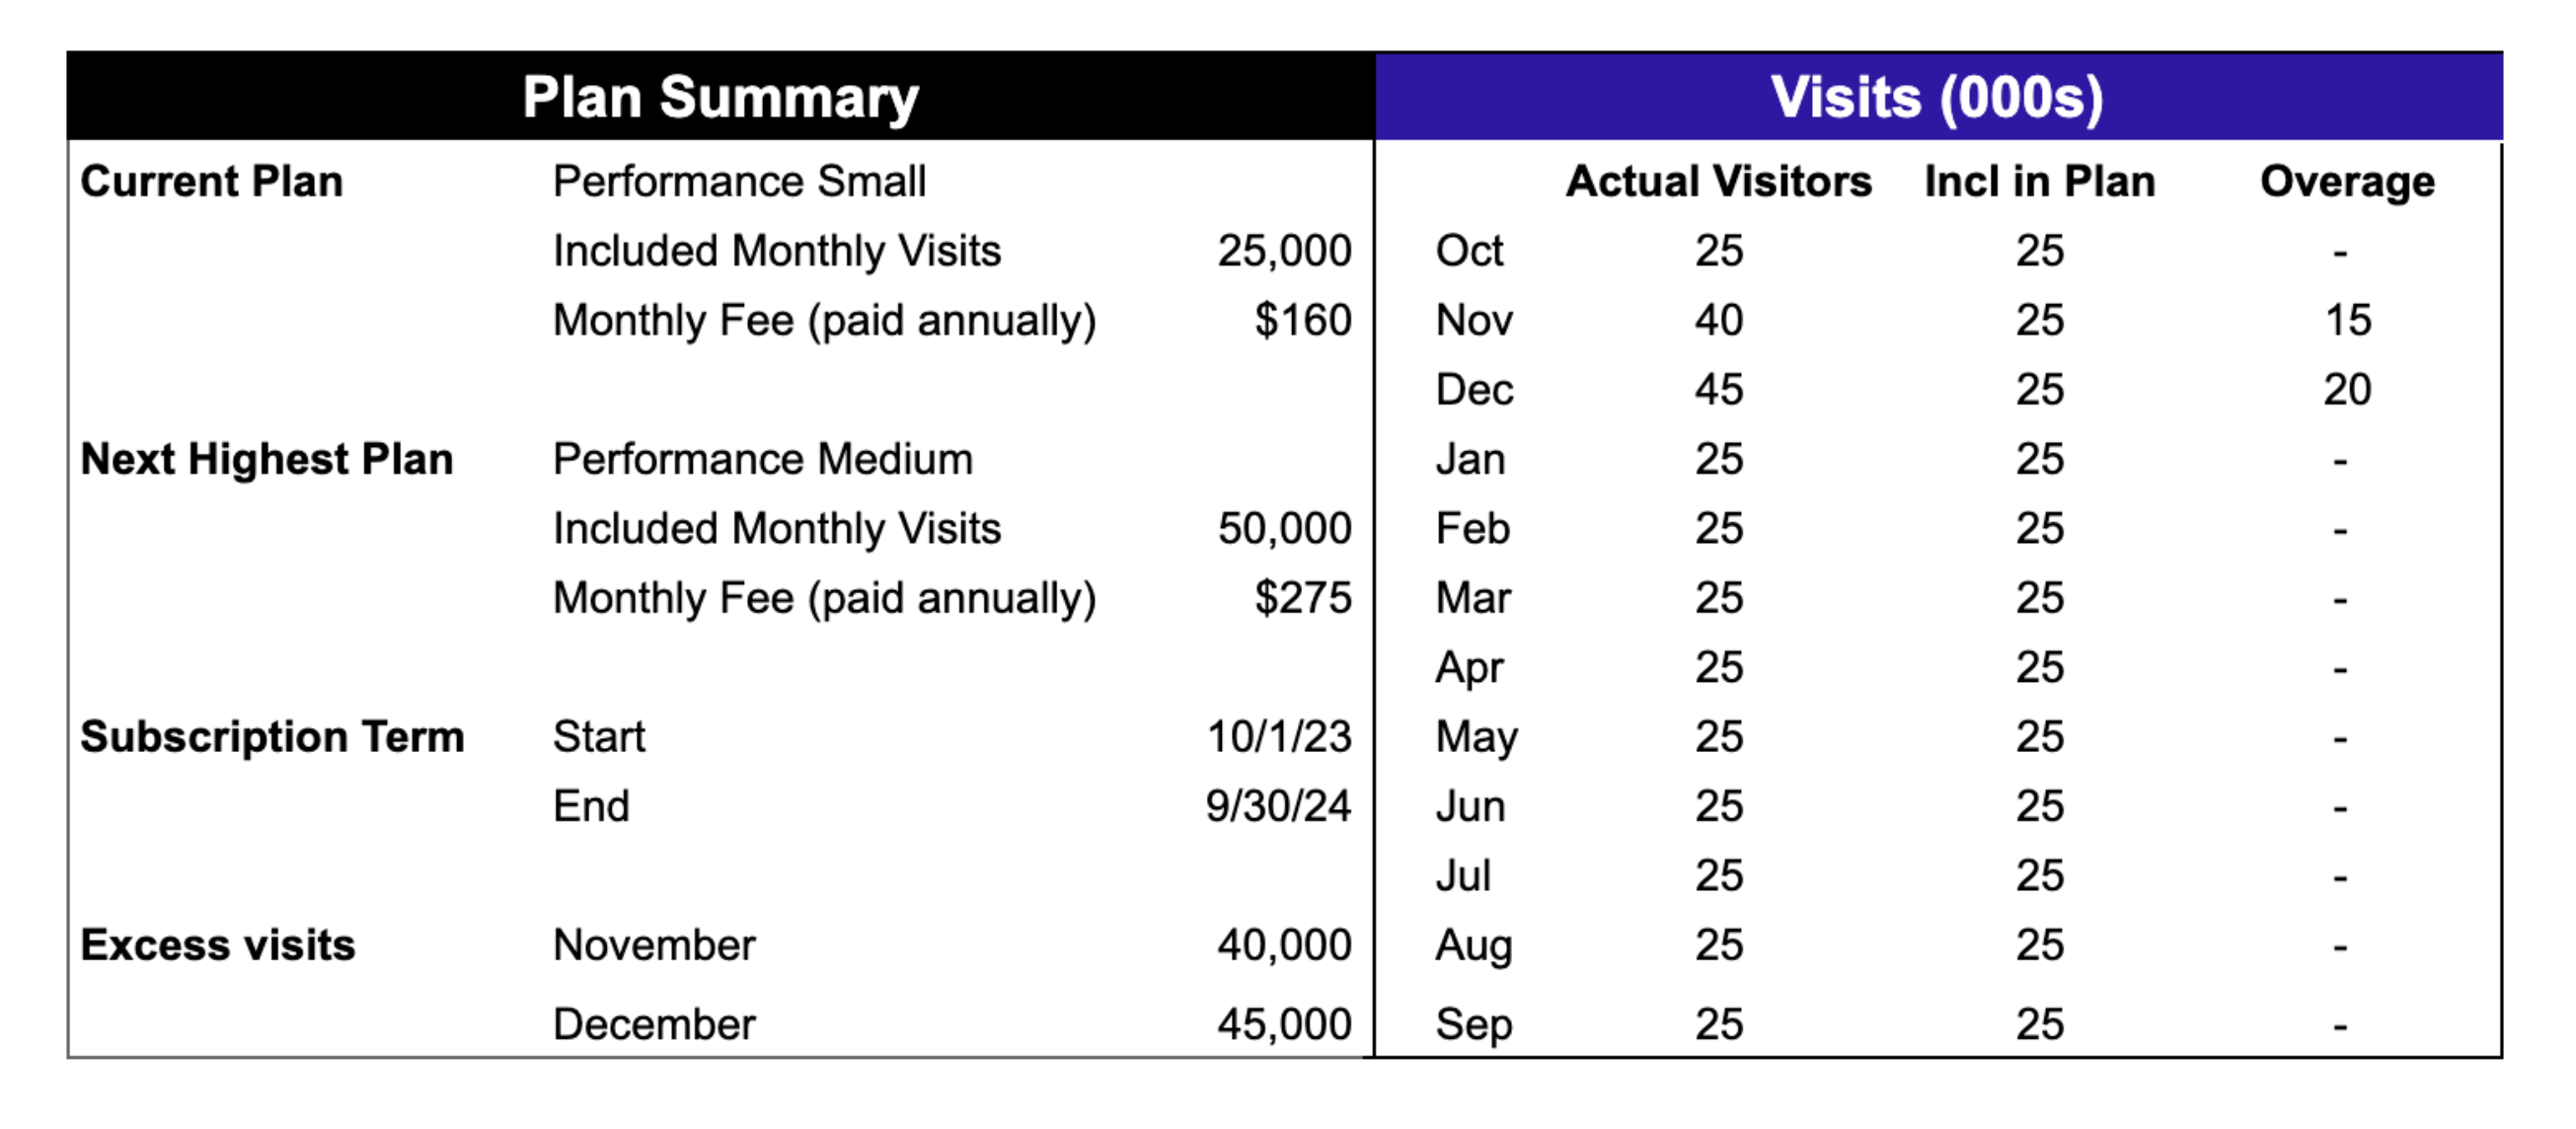 Plan Summary
Current Plan Performance Small
Included Monthly Visits 25,000
Monthly Fee (paid annually) $160
Next Highest Plan Performance Medium
Included Monthly Visits 50,000
Monthly Fee (paid annually) $275
Subscription Term Start 10/1/23
End 9/30/24
Excess visits November 40,000
December 45,000
Visits (000s)
Actual Visitors Incl in Plan Overage
Oct 25 25 -
Nov 40 25 15
Dec 45 25 20
Jan 25 25 -
Feb 25 25 -
Mar 25 25 -
Apr 25 25 -
May 25 25 -
Jun 25 25 -
Jul 25 25 -
Aug 25 25 -
Sep 25 25 -